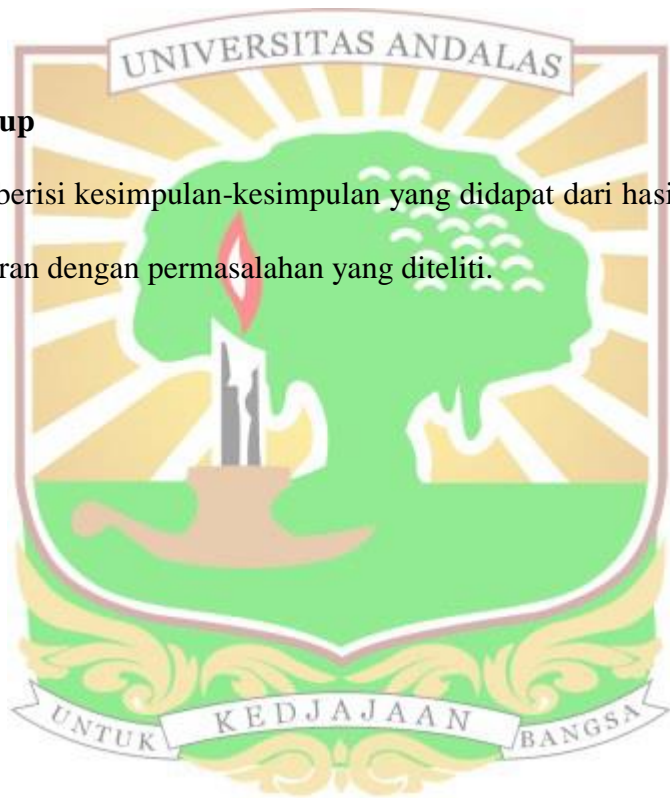 UNIVERSITAS ANDALAS
up
berisi kesimpulan-kesimpulan yang didapat dari hasi
ran dengan permasalahan yang diteliti.
UNTUK KEDJAJAAN BANGSA